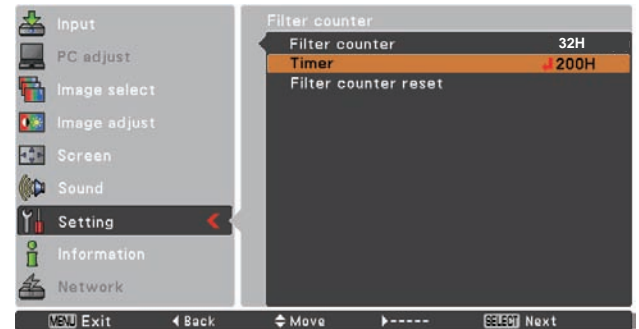 Input
PC adjust
Image select
Image adjust
Screen
Sound
Setting
Information
Network
Filter counter
Filter counter 32H
Timer 200H
Filter counter reset
MENU Exit Back Move ----- SELECT Next